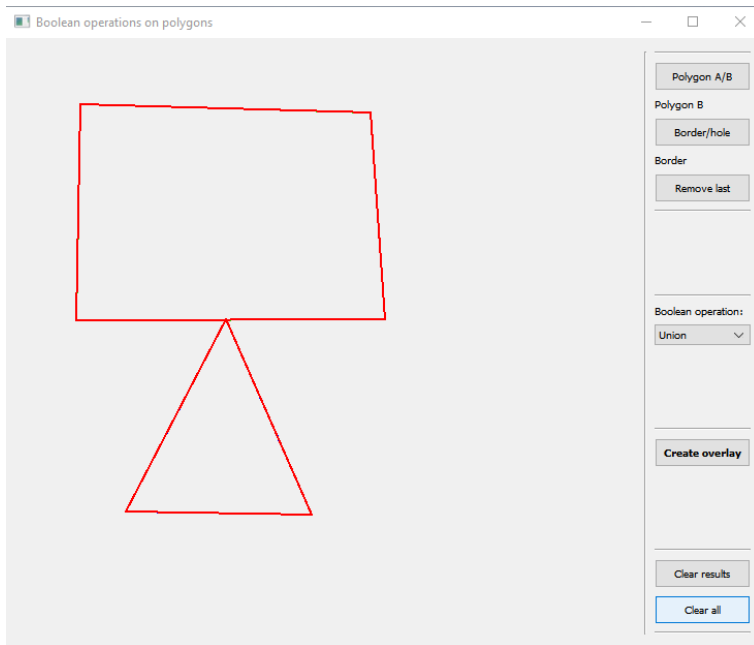 Boolean operations on polygons
Polygon A/B
Polygon B
Border/hole
Border
Remove last
Boolean operation:
Union
Create overlay
Clear results
Clear all